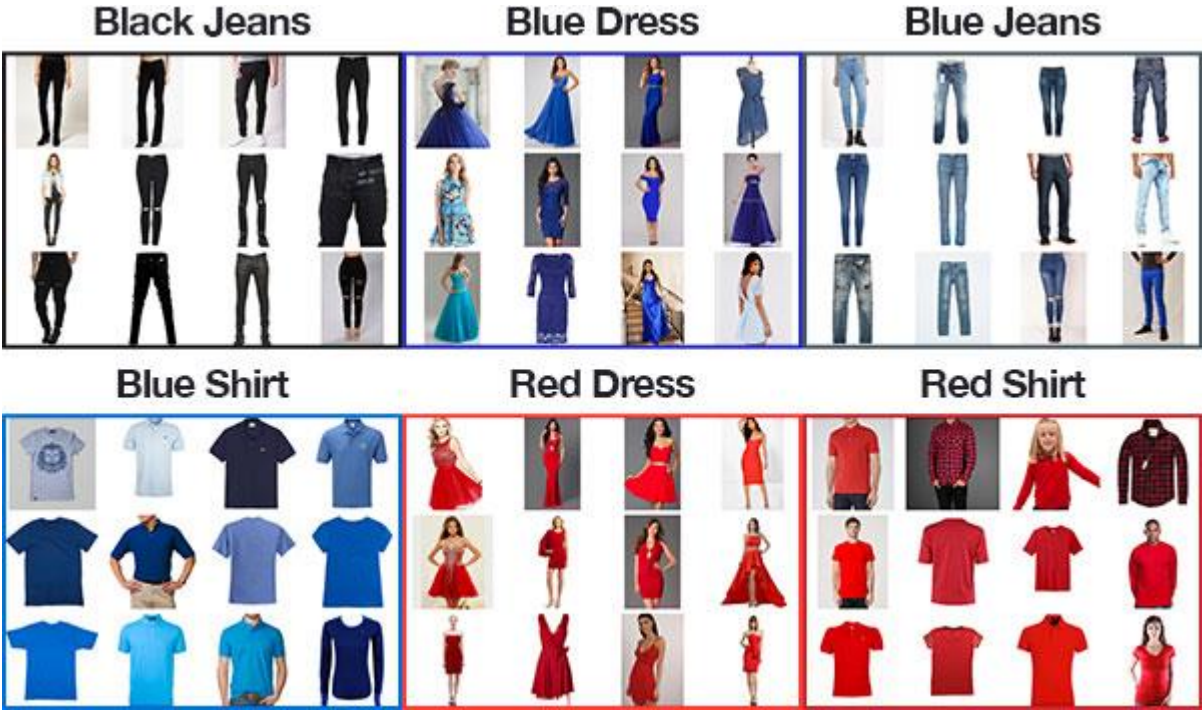 Black Jeans
Blue Dress
Blue Jeans
Blue Shirt
Red Dress
Red Shirt